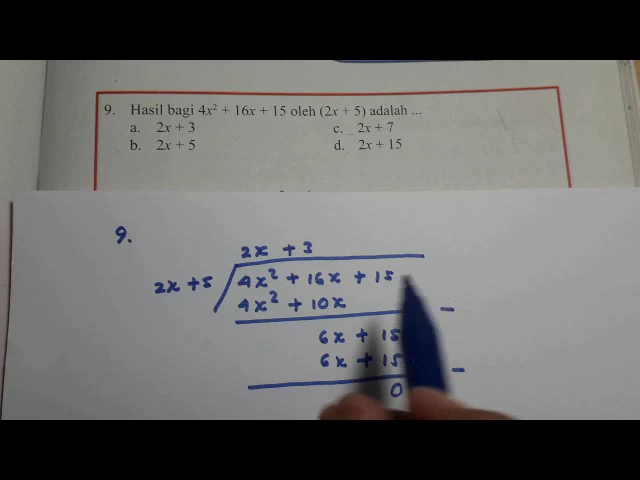 9. Hasil bagi 4x² + 16x + 15 oleh (2x + 5) adalah ...
a. 2x + 3 c. 2x + 7
b. 2x + 5 d. 2x + 15
9.
2x + 3
2x + 5 4x² + 16x + 15
4x² + 10x −
6x + 15
6x + 15 −
0